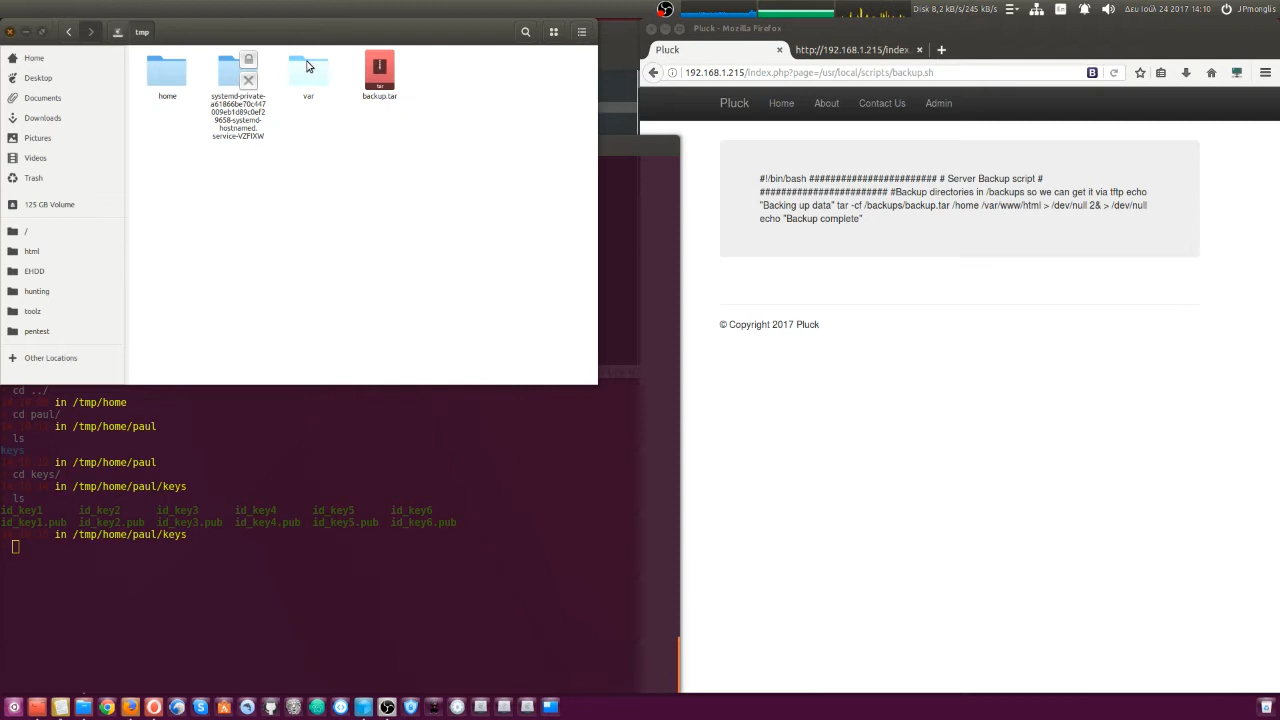 tmp
Home
Desktop
Documents
Downloads
Pictures
Videos
Trash
125 GB Volume
/
html
EHDD
hunting
toolz
pentest
Other Locations
home
systemd-private-
a61866be70c447
009eb1d89c0ef2
9658-systemd-
hostnamed.
service-VZFIXW
var
backup.tar
tar
cd ../
in /tmp/home
cd paul/
in /tmp/home/paul
ls
keys
in /tmp/home/paul
cd keys/
in /tmp/home/paul/keys
ls
id_key1 id_key2 id_key3 id_key4 id_key5 id_key6
id_key1.pub id_key2.pub id_key3.pub id_key4.pub id_key5.pub id_key6.pub
in /tmp/home/paul/keys
Disk 8,2 kB/s245 kB/s
En
Δευ Ιούλ 24 2017 14:10
JPmonglis
Pluck - Mozilla Firefox
Pluck
http://192.168.1.215/index
192.168.1.215/index.php?page=/usr/local/scripts/backup.sh
B
Pluck Home About Contact Us Admin
#!/bin/bash ######################## # Server Backup script #
######################## #Backup directories in /backups so we can get it via tftp echo
"Backing up data" tar -cf /backups/backup.tar /home /var/www/html > /dev/null 2& > /dev/null
echo "Backup complete"
© Copyright 2017 Pluck